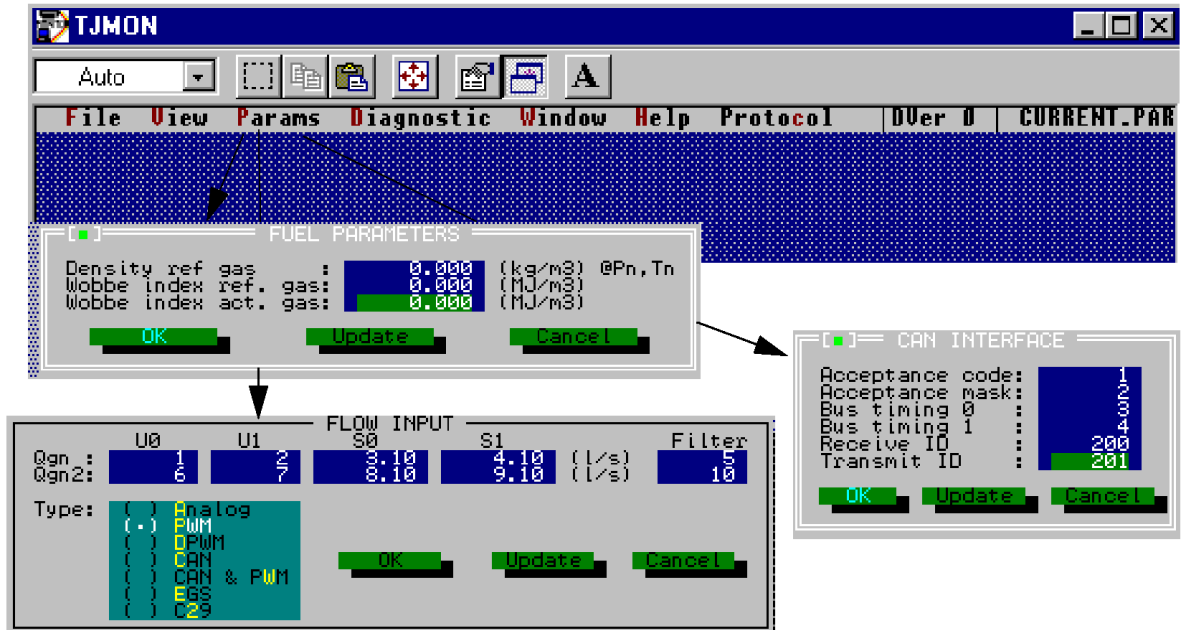 TJMON
Auto
A
File View Params Diagnostic Window Help Protocol DVer 0 CURRENT.PAR
FUEL PARAMETERS
Density ref gas : 0.000 (kg/m3) @Pn,Tn
Wobbe index ref. gas: 0.000 (MJ/m3)
Wobbe index act. gas: 0.000 (MJ/m3)
OK Update Cancel
CAN INTERFACE
Acceptance code: 1
Acceptance mask: 2
Bus timing 0 : 3
Bus timing 1 : 4
Receive ID : 200
Transmit ID : 201
OK Update Cancel
FLOW INPUT
U0 U1 S0 S1 Filter
Qgn : 1 2 3.10 4.10 (l/s) 5
Qgn2: 6 7 8.10 9.10 (l/s) 10
Type: ( ) Analog
(•) PWM
( ) DPWM
( ) CAN
( ) CAN & PWM
( ) EGS
( ) C29
OK Update Cancel